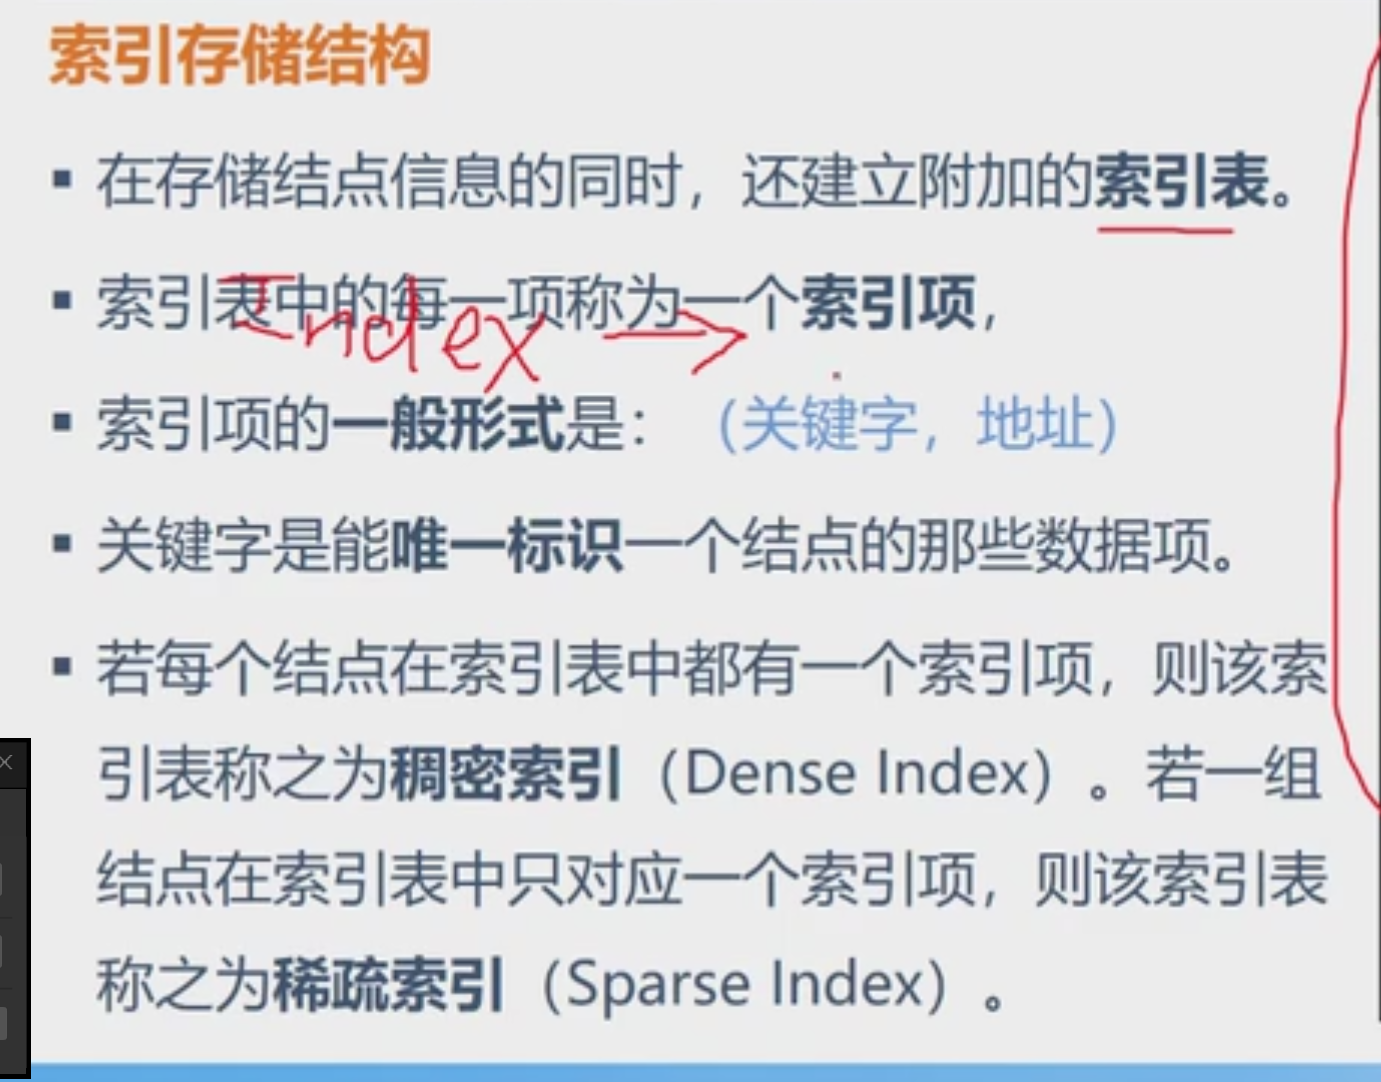 索引存储结构
▪ 在存储结点信息的同时，还建立附加的索引表。
▪ 索引表中的每一项称为一个索引项，
Index
▪ 索引项的一般形式是：（关键字，地址）
▪ 关键字是能唯一标识一个结点的那些数据项。
▪ 若每个结点在索引表中都有一个索引项，则该索
引表称之为稠密索引（Dense Index）。若一组
结点在索引表中只对应一个索引项，则该索引表
称之为稀疏索引（Sparse Index）。